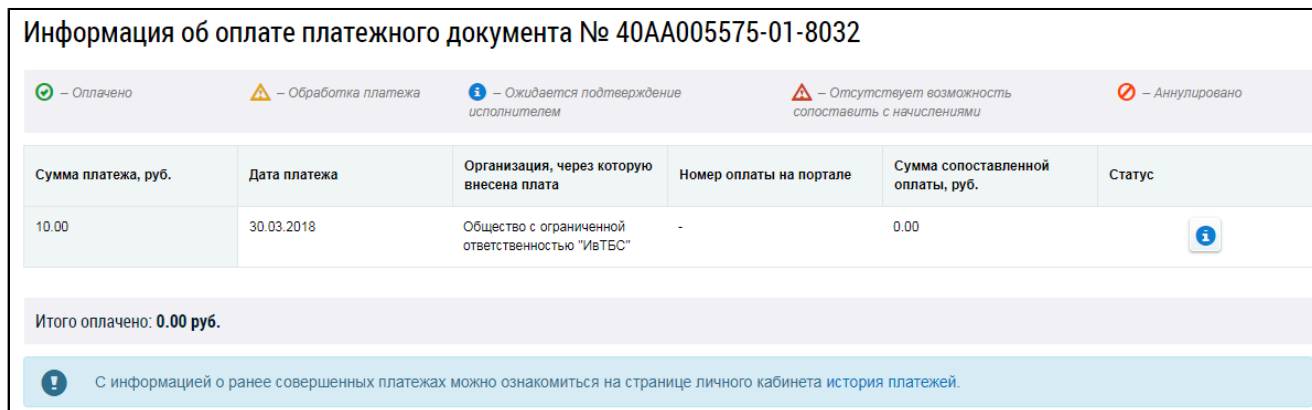 Информация об оплате платежного документа № 40АА005575-01-8032
– Оплачено
– Обработка платежа
– Ожидается подтверждение
исполнителем
– Отсутствует возможность
сопоставить с начислениями
– Аннулировано
Сумма платежа, руб.
Дата платежа
Организация, через которую
внесена плата
Номер оплаты на портале
Сумма сопоставленной
оплаты, руб.
Статус
10.00
30.03.2018
Общество с ограниченной
ответственностью "ИвТБС"
-
0.00
Итого оплачено: 0.00 руб.
С информацией о ранее совершенных платежах можно ознакомиться на странице личного кабинета история платежей.